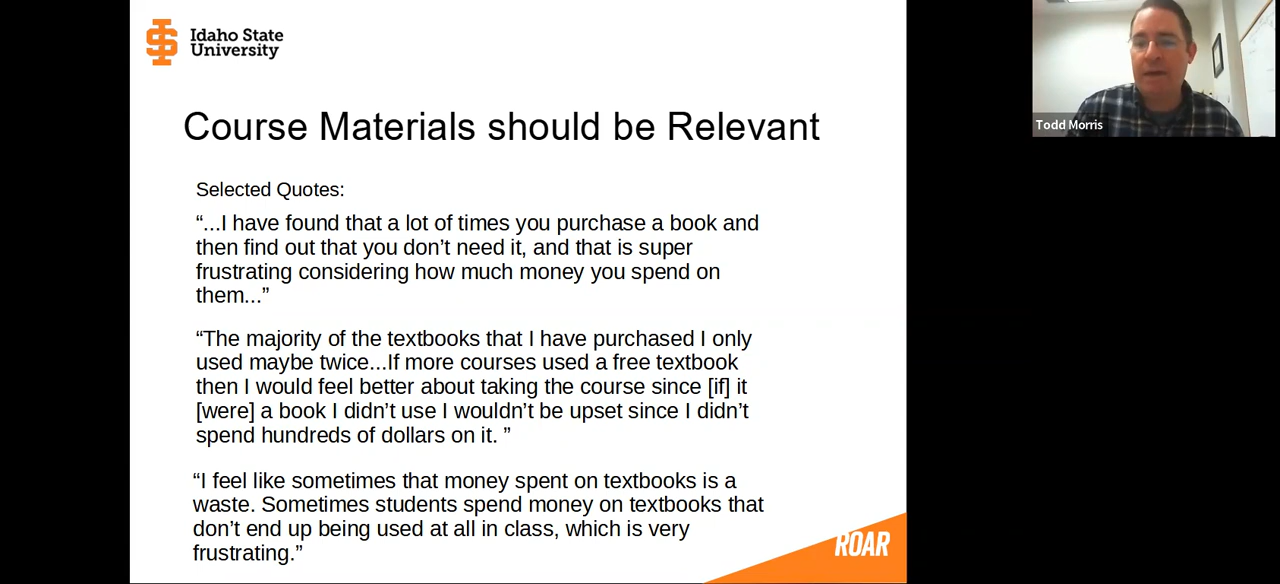 Idaho State
University
Course Materials should be Relevant
Selected Quotes:
“...I have found that a lot of times you purchase a book and
then find out that you don’t need it, and that is super
frustrating considering how much money you spend on
them...”
“The majority of the textbooks that I have purchased I only
used maybe twice...If more courses used a free textbook
then I would feel better about taking the course since [if] it
[were] a book I didn’t use I wouldn’t be upset since I didn’t
spend hundreds of dollars on it. ”
“I feel like sometimes that money spent on textbooks is a
waste. Sometimes students spend money on textbooks that
don’t end up being used at all in class, which is very
frustrating.”
ROAR
Todd Morris